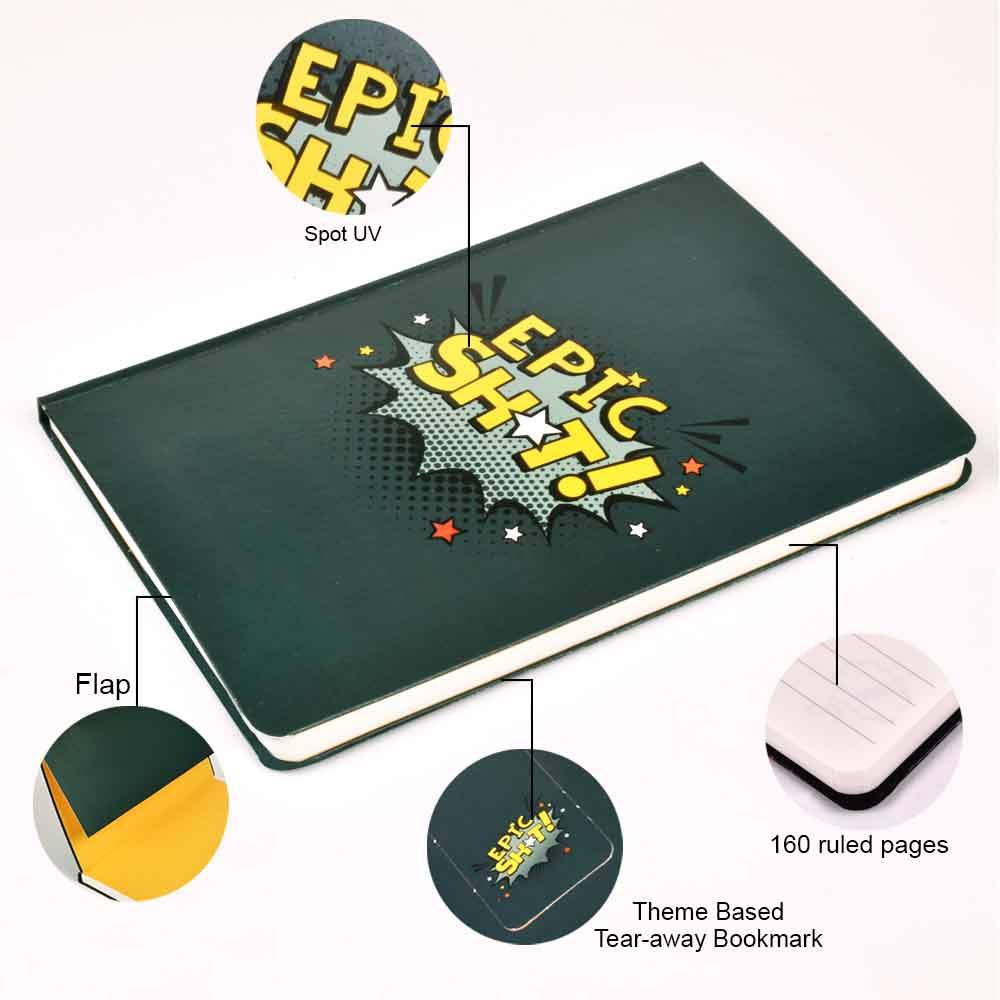 EPIC
SH★T!
Spot UV
EPIC
SH★T!
Flap
160 ruled pages
EPIC
SH★T!
Theme Based
Tear-away Bookmark